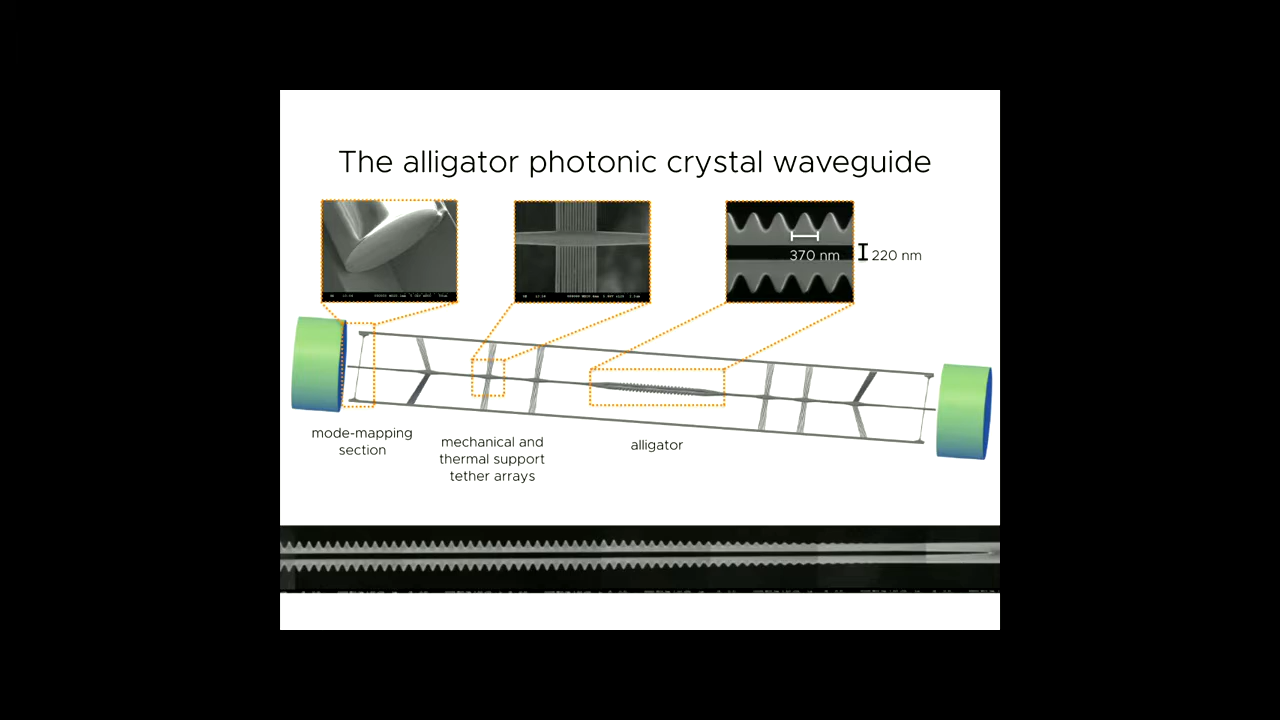 The alligator photonic crystal waveguide
370 nm
220 nm
mode-mapping
section
mechanical and
thermal support
tether arrays
alligator